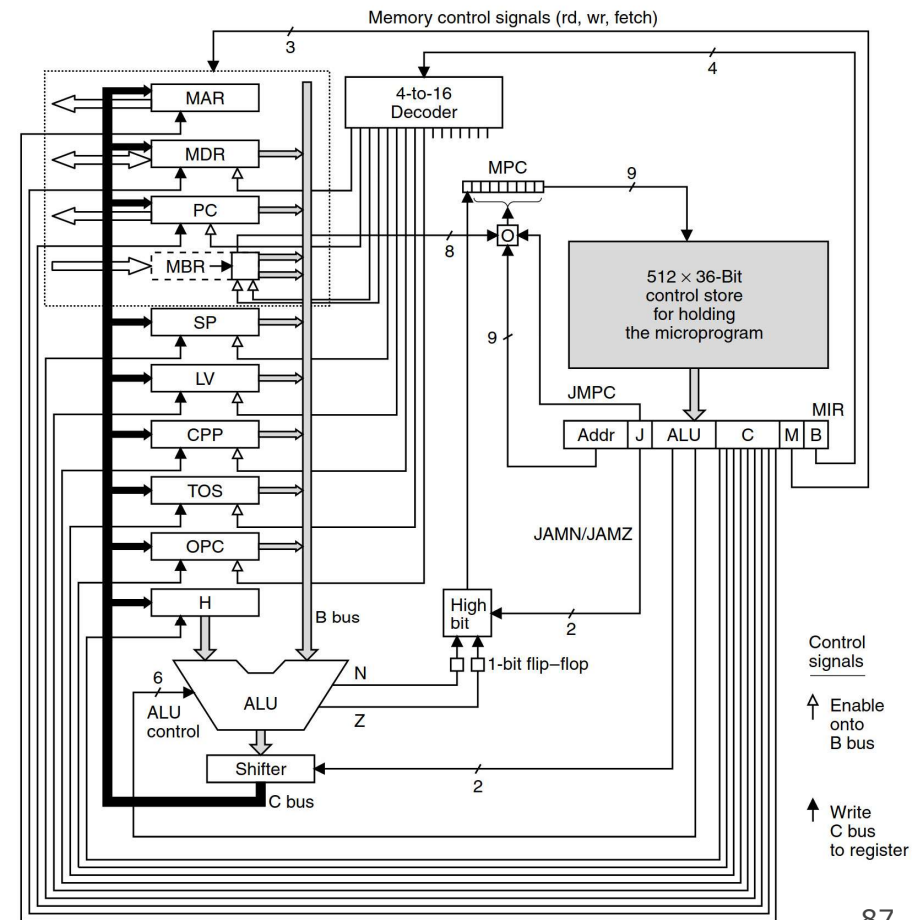 Memory control signals (rd, wr, fetch)
3
4
MAR
4-to-16
Decoder
MDR
MPC
9
PC
O
8
MBR
512 × 36-Bit
control store
for holding
the microprogram
SP
9
LV
JMPC
MIR
Addr J ALU C M B
CPP
TOS
JAMN/JAMZ
OPC
H
High
bit
B bus
2
1-bit flip–flop
Control
signals
6
N
ALU
control
ALU
Z
Enable
onto
B bus
Shifter
2
C bus
Write
C bus
to register
87